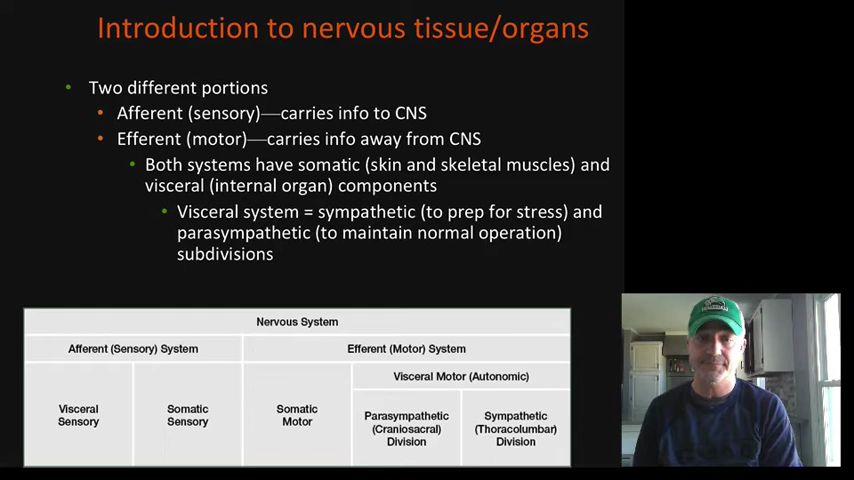 Introduction to nervous tissue/organs
• Two different portions
• Afferent (sensory)—carries info to CNS
• Efferent (motor)—carries info away from CNS
• Both systems have somatic (skin and skeletal muscles) and
visceral (internal organ) components
• Visceral system = sympathetic (to prep for stress) and
parasympathetic (to maintain normal operation)
subdivisions
Nervous System
Afferent (Sensory) System
Efferent (Motor) System
Visceral
Sensory
Somatic
Sensory
Somatic
Motor
Visceral Motor (Autonomic)
Parasympathetic
(Craniosacral)
Division
Sympathetic
(Thoracolumbar)
Division